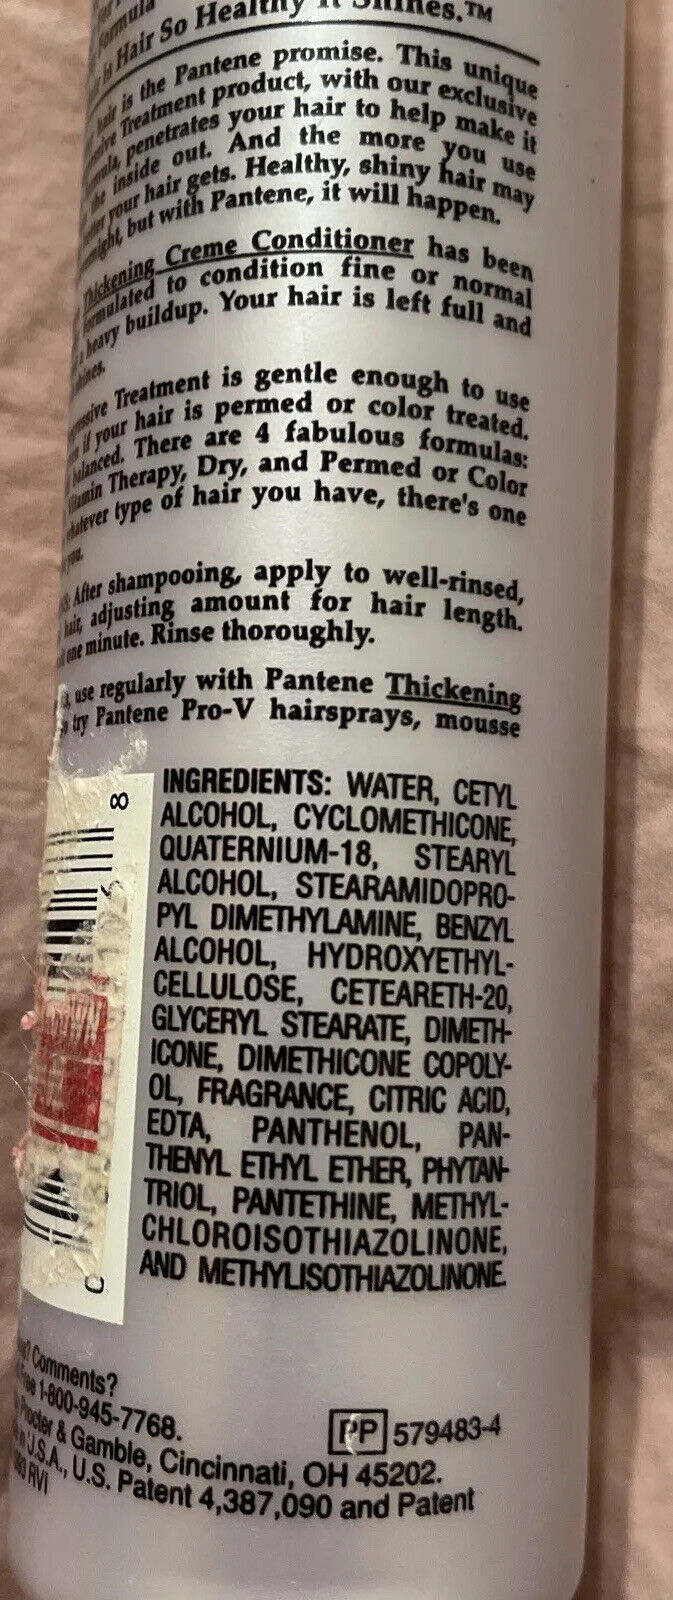 Formula
Hair So Healthy It Shines.™
hair is the Pantene promise. This unique
Treatment product, with our exclusive
penetrates your hair to help make it
the inside out. And the more you use
your hair gets. Healthy, shiny hair may
but with Pantene, it will happen.
Thickening Creme Conditioner has been
formulated to condition fine or normal
heavy buildup. Your hair is left full and
Treatment is gentle enough to use
if your hair is permed or color treated.
balanced. There are 4 fabulous formulas:
Therapy, Dry, and Permed or Color
type of hair you have, there's one
you.
After shampooing, apply to well-rinsed,
hair, adjusting amount for hair length.
one minute. Rinse thoroughly.
use regularly with Pantene Thickening
try Pantene Pro-V hairsprays, mousse
8
INGREDIENTS: WATER, CETYL
ALCOHOL, CYCLOMETHICONE,
QUATERNIUM-18, STEARYL
ALCOHOL, STEARAMIDOPRO-
PYL DIMETHYLAMINE, BENZYL
ALCOHOL, HYDROXYETHYL-
CELLULOSE, CETEARETH-20,
GLYCERYL STEARATE, DIMETH-
ICONE, DIMETHICONE COPOLY-
OL, FRAGRANCE, CITRIC ACID,
EDTA, PANTHENOL, PAN-
THENYL ETHYL ETHER, PHYTAN-
TRIOL, PANTETHINE, METHYL-
CHLOROISOTHIAZOLINONE,
AND METHYLISOTHIAZOLINONE.
Comments?
1-800-945-7768.
PP 579483-4
Procter & Gamble, Cincinnati, OH 45202.
U.S.A., U.S. Patent 4,387,090 and Patent
RVI